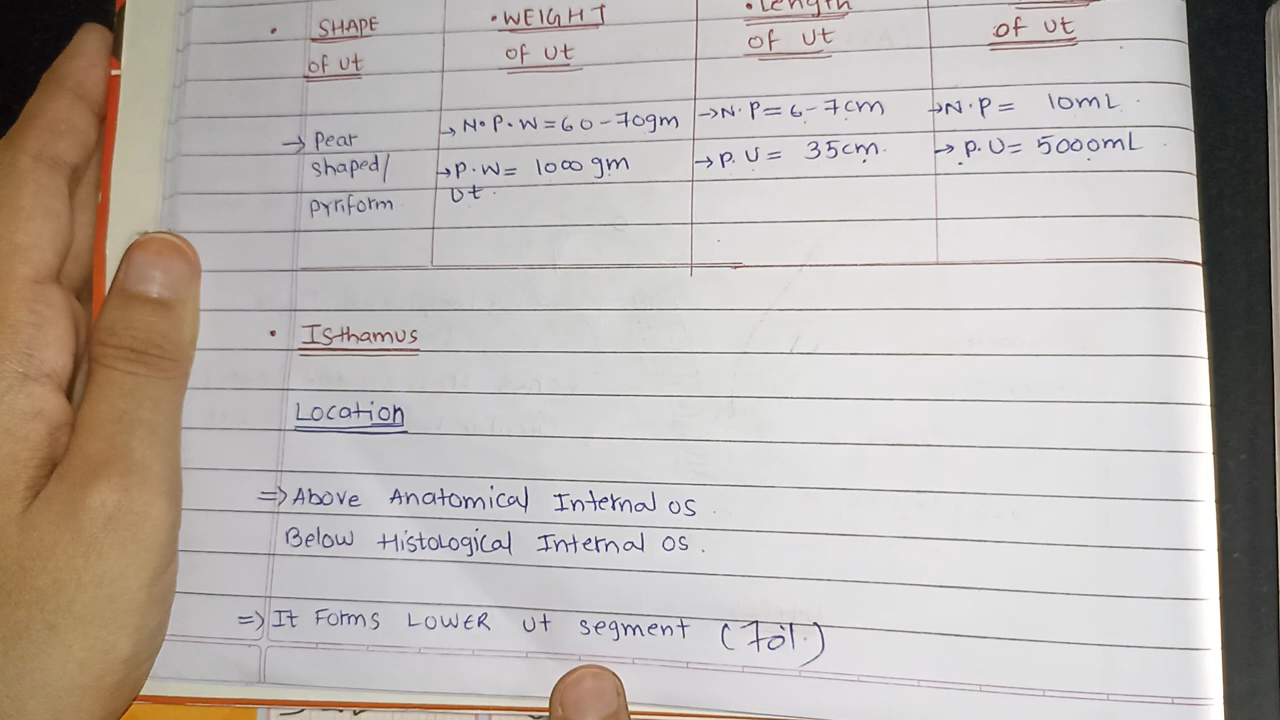 • SHAPE
of Ut
→ Pear
shaped/
pyriform
• WEIGHT
of Ut
→ N.P.W = 60-70gm
→ P.W = 1000 gm
Ut.
• Length
of Ut
→ N.P = 6-7cm
→ P.U = 35cm.
of Ut
→ N.P = 10mL
→ P.U = 5000mL
• Isthamus
Location
⇒ Above Anatomical Internal os.
Below Histological Internal os.
⇒ It Forms LOWER Ut segment (70%)